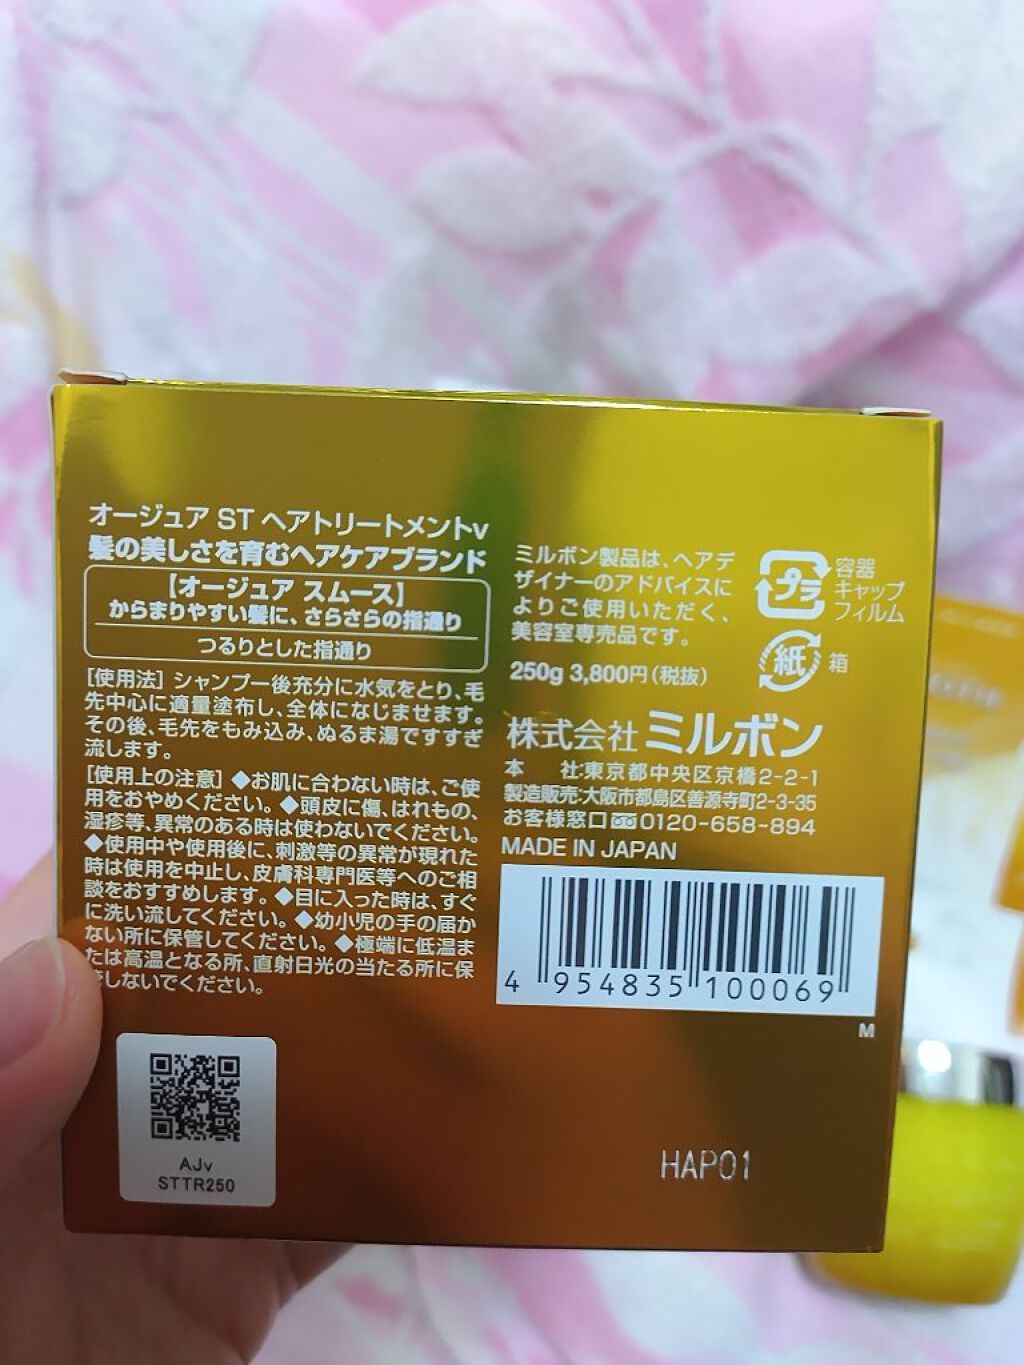 オージュア ST ヘアトリートメントv
髪の美しさを育むヘアケアブランド
【オージュア スムース】
からまりやすい髪に、さらさらの指通り
つるりとした指通り
[使用法] シャンプー後充分に水気をとり、毛
先中心に適量塗布し、全体になじませます。
その後、毛先をもみ込み、ぬるま湯ですすぎ
流します。
[使用上の注意] ◆お肌に合わない時は、ご使
用をおやめください。◆頭皮に傷、はれもの、
湿疹等、異常のある時は使わないでください。
◆使用中や使用後に、刺激等の異常が現れた
時は使用を中止し、皮膚科専門医等へのご相
談をおすすめします。◆目に入った時は、すぐ
に洗い流してください。◆幼小児の手の届か
ない所に保管してください。◆極端に低温ま
たは高温となる所、直射日光の当たる所に保
管しないでください。
AJv
STTR250
ミルボン製品は、ヘアデ
ザイナーのアドバイスに
よりご使用いただく、
美容室専売品です。
250g 3,800円(税抜)
プラ
容器
キャップ
フィルム
紙
箱
株式会社 ミルボン
本 社:東京都中央区京橋2-2-1
製造販売:大阪市都島区善源寺町2-3-35
お客様窓口 0120-658-894
MADE IN JAPAN
4 954835 100069
M
HAP01